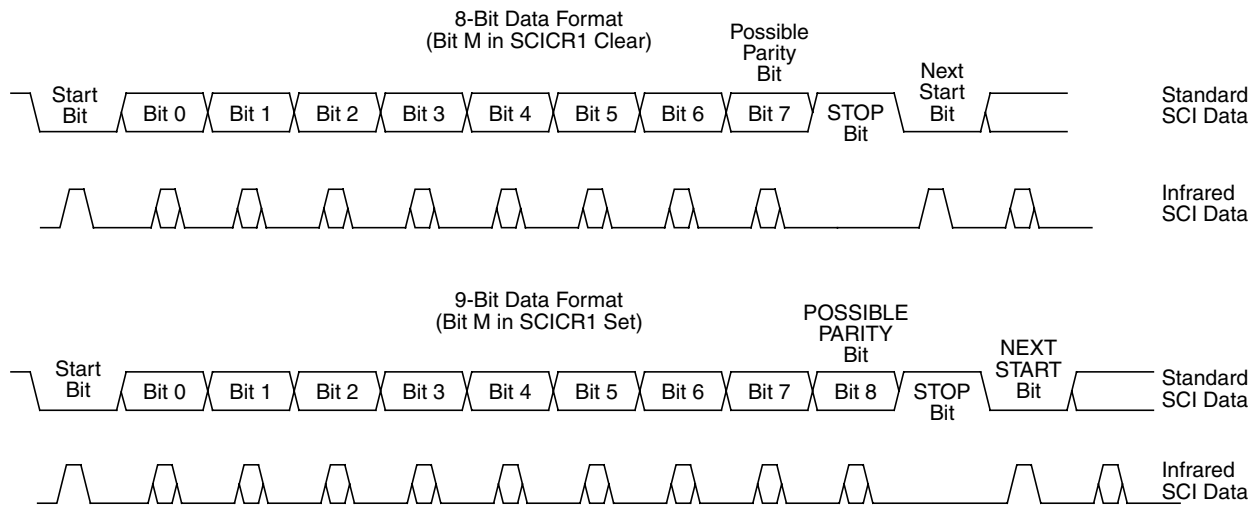 8-Bit Data Format
(Bit M in SCICR1 Clear)
Possible
Parity
Bit
Start
Bit
Bit 0
Bit 1
Bit 2
Bit 3
Bit 4
Bit 5
Bit 6
Bit 7
STOP
Bit
Next
Start
Bit
Standard
SCI Data
Infrared
SCI Data
9-Bit Data Format
(Bit M in SCICR1 Set)
POSSIBLE
PARITY
Bit
Start
Bit
Bit 0
Bit 1
Bit 2
Bit 3
Bit 4
Bit 5
Bit 6
Bit 7
Bit 8
STOP
Bit
NEXT
START
Bit
Standard
SCI Data
Infrared
SCI Data